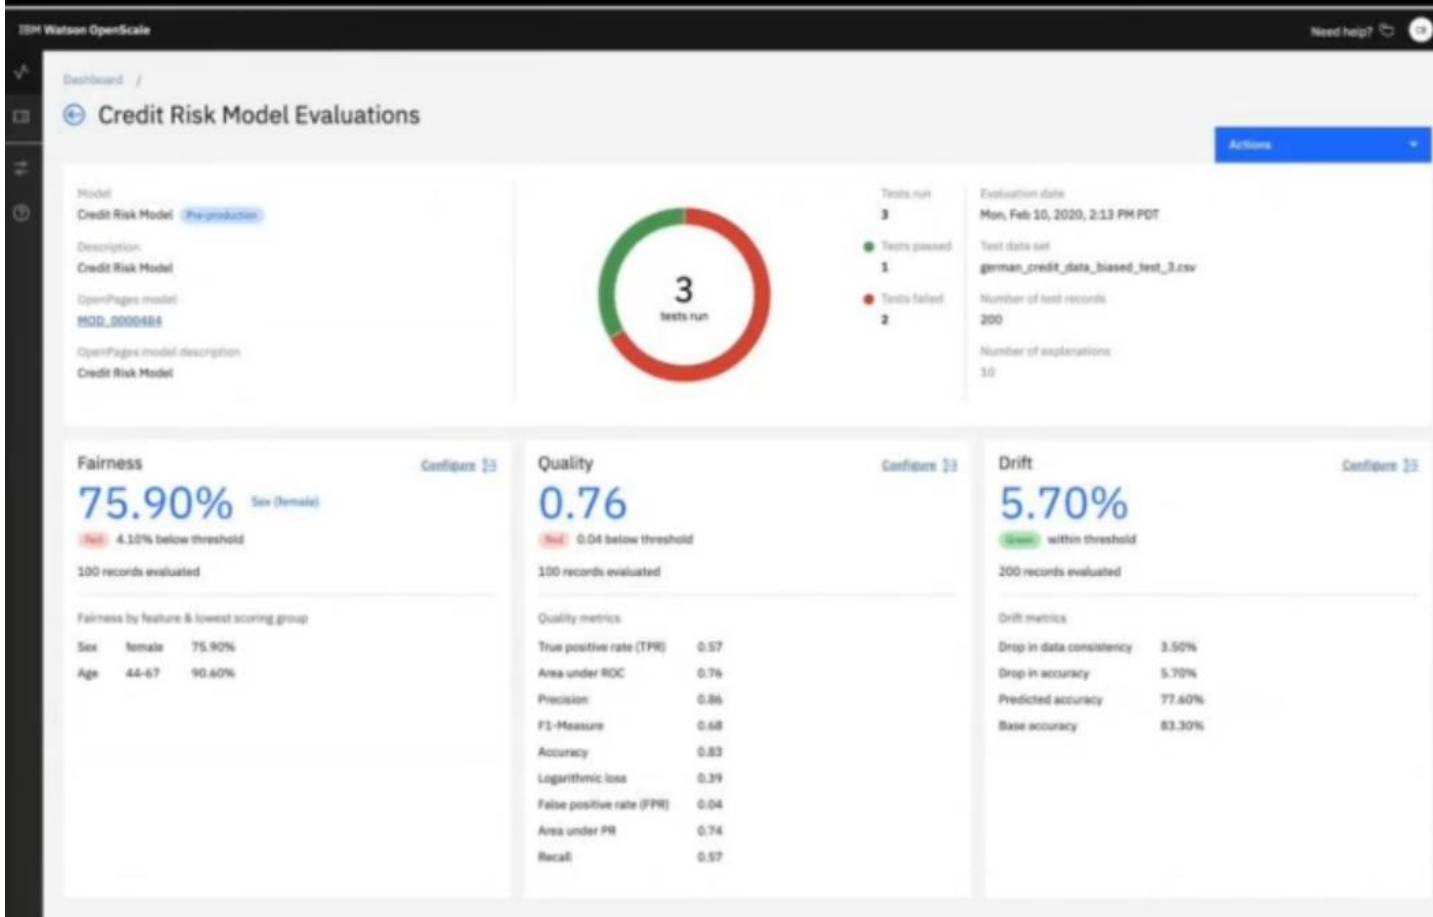 IBM Watson OpenScale
Need help?
Dashboard /
Credit Risk Model Evaluations
Actions
Model
Credit Risk Model Pre-production
Description
Credit Risk Model
OpenPages model
MOD_0000484
OpenPages model description
Credit Risk Model
3
tests run
Tests run
3
Tests passed
1
Tests failed
2
Evaluation date
Mon, Feb 10, 2020, 2:13 PM PDT
Test data set
german_credit_data_biased_test_3.csv
Number of test records
200
Number of explanations
10
Fairness Configure
75.90% Sex (female)
Red 4.10% below threshold
100 records evaluated
Fairness by feature & lowest scoring group
Sex female 75.90%
Age 44-67 90.60%
Quality Configure
0.76
Red 0.04 below threshold
100 records evaluated
Quality metrics
True positive rate (TPR) 0.57
Area under ROC 0.76
Precision 0.86
F1-Measure 0.68
Accuracy 0.83
Logarithmic loss 0.39
False positive rate (FPR) 0.04
Area under PR 0.74
Recall 0.57
Drift Configure
5.70%
Green within threshold
200 records evaluated
Drift metrics
Drop in data consistency 3.50%
Drop in accuracy 5.70%
Predicted accuracy 77.60%
Base accuracy 83.30%